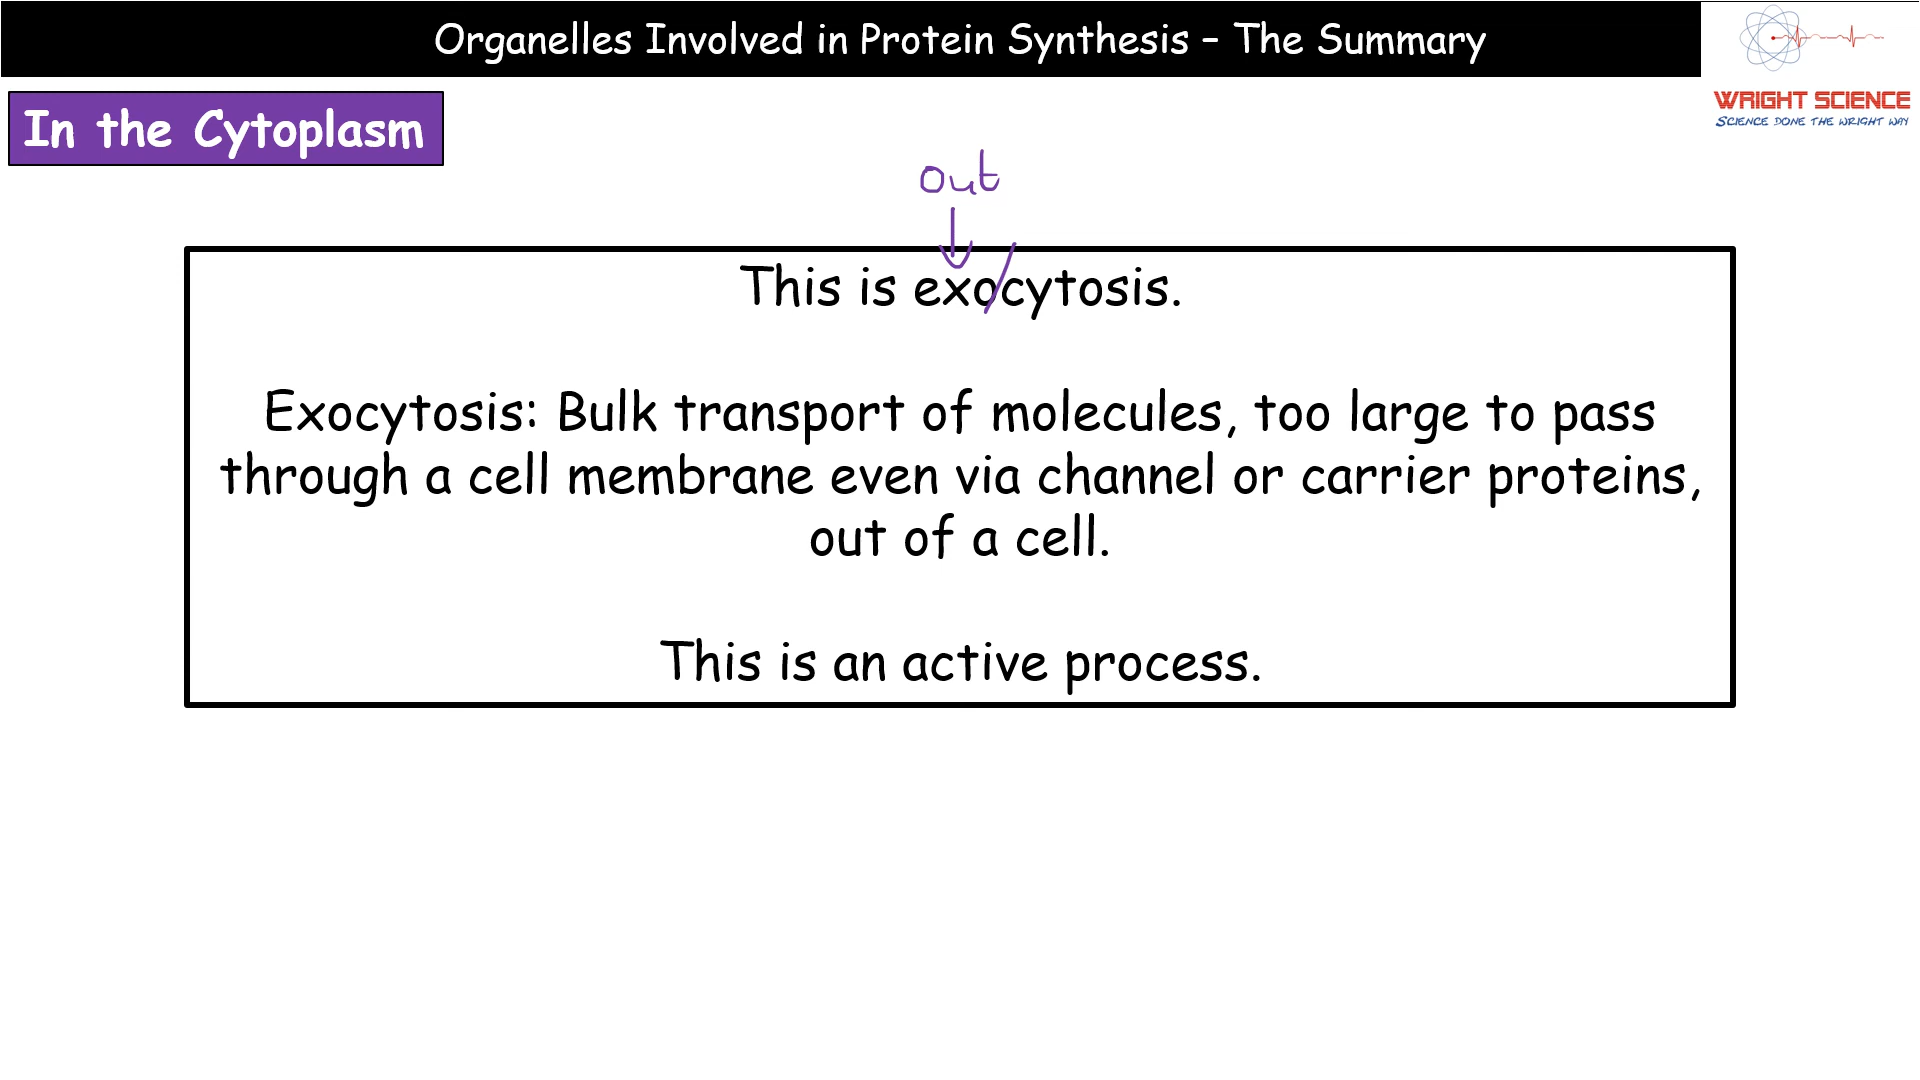 Organelles Involved in Protein Synthesis – The Summary
WRIGHT SCIENCE
SCIENCE DONE THE WRIGHT WAY
In the Cytoplasm
out
This is exocytosis.
Exocytosis: Bulk transport of molecules, too large to pass
through a cell membrane even via channel or carrier proteins,
out of a cell.
This is an active process.